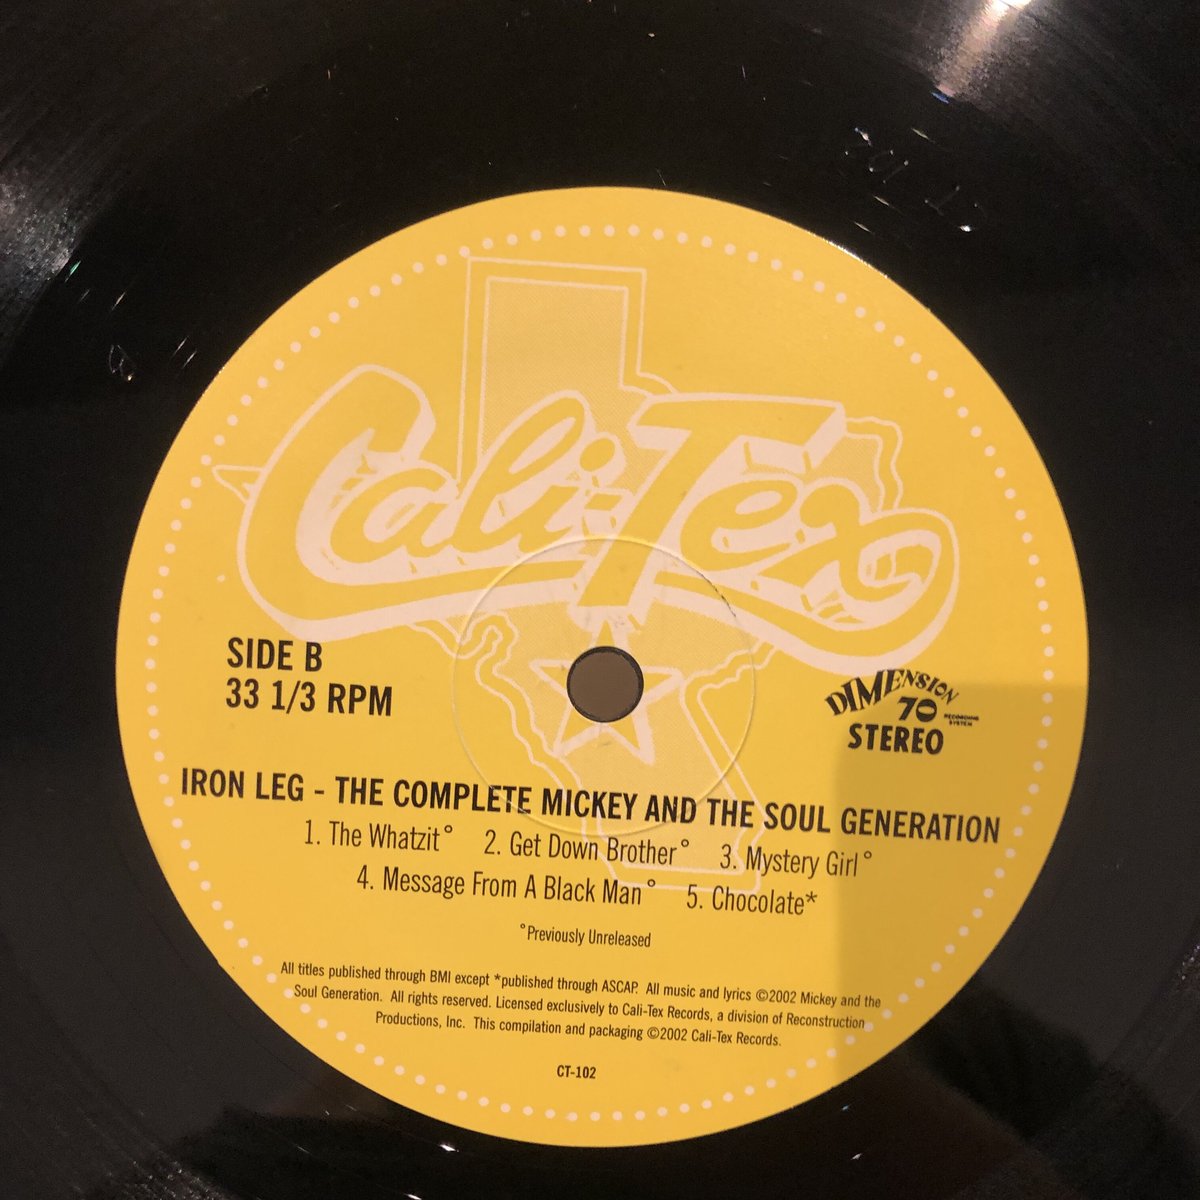 Cali-Tex
SIDE B
33 1/3 RPM
DIMENSION
70
RECORDING
SYSTEM
STEREO
IRON LEG - THE COMPLETE MICKEY AND THE SOUL GENERATION
1. The Whatzit° 2. Get Down Brother° 3. Mystery Girl°
4. Message From A Black Man° 5. Chocolate*
°Previously Unreleased
All titles published through BMI except *published through ASCAP. All music and lyrics ©2002 Mickey and the
Soul Generation. All rights reserved. Licensed exclusively to Cali-Tex Records, a division of Reconstruction
Productions, Inc. This compilation and packaging ©2002 Cali-Tex Records.
CT-102